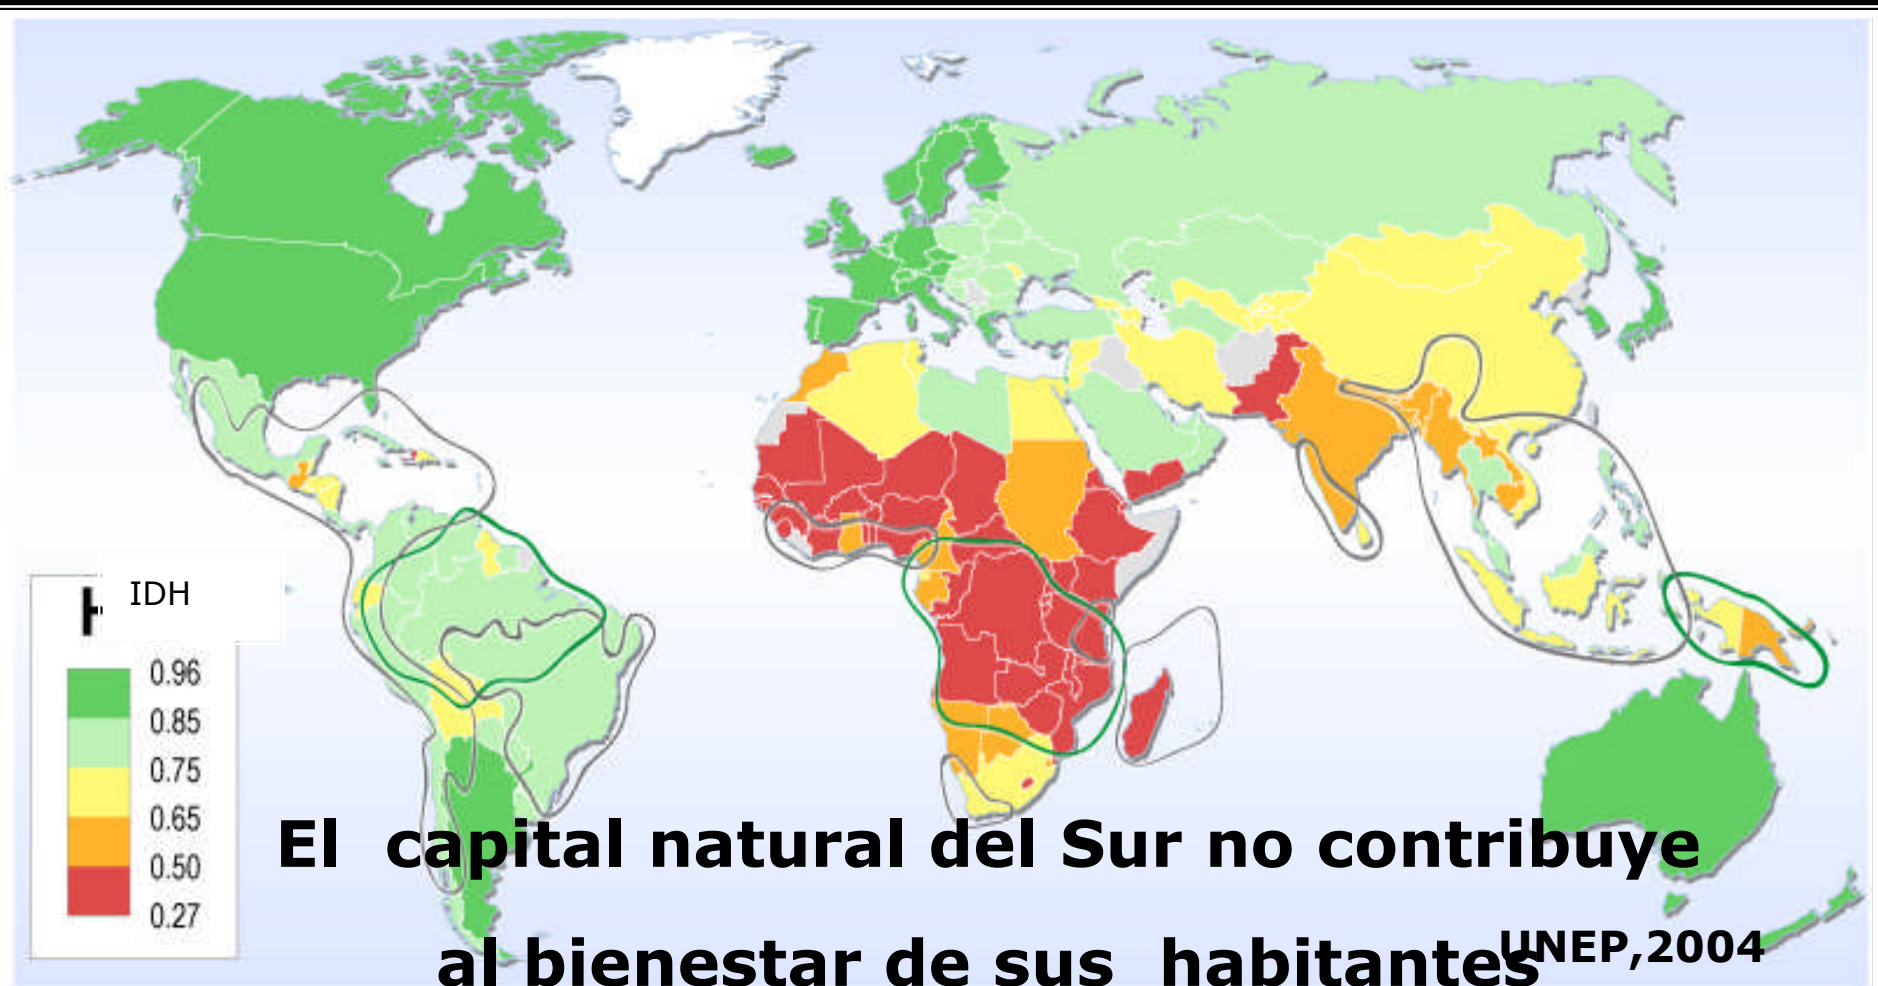 IDH
0.96
0.85
0.75
0.65
0.50
0.27
El capital natural del Sur no contribuye
al bienestar de sus habitantes
UNEP,2004